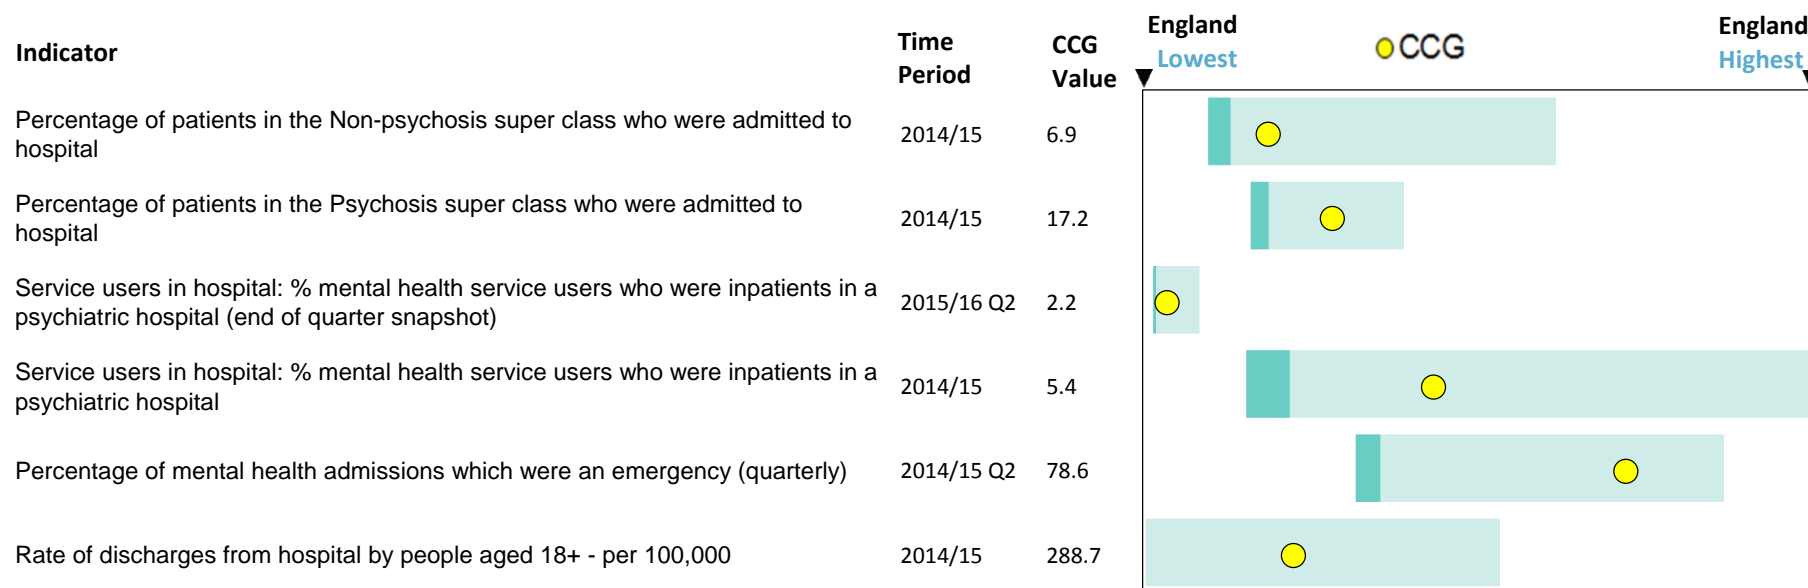 Indicator
Time
Period
CCG
Value
England
Lowest
CCG
England
Highest
Percentage of patients in the Non-psychosis super class who were admitted to
hospital
2014/15
6.9
Percentage of patients in the Psychosis super class who were admitted to
hospital
2014/15
17.2
Service users in hospital: % mental health service users who were inpatients in a
psychiatric hospital (end of quarter snapshot)
2015/16 Q2
2.2
Service users in hospital: % mental health service users who were inpatients in a
psychiatric hospital
2014/15
5.4
Percentage of mental health admissions which were an emergency (quarterly)
2014/15 Q2
78.6
Rate of discharges from hospital by people aged 18+ - per 100,000
2014/15
288.7